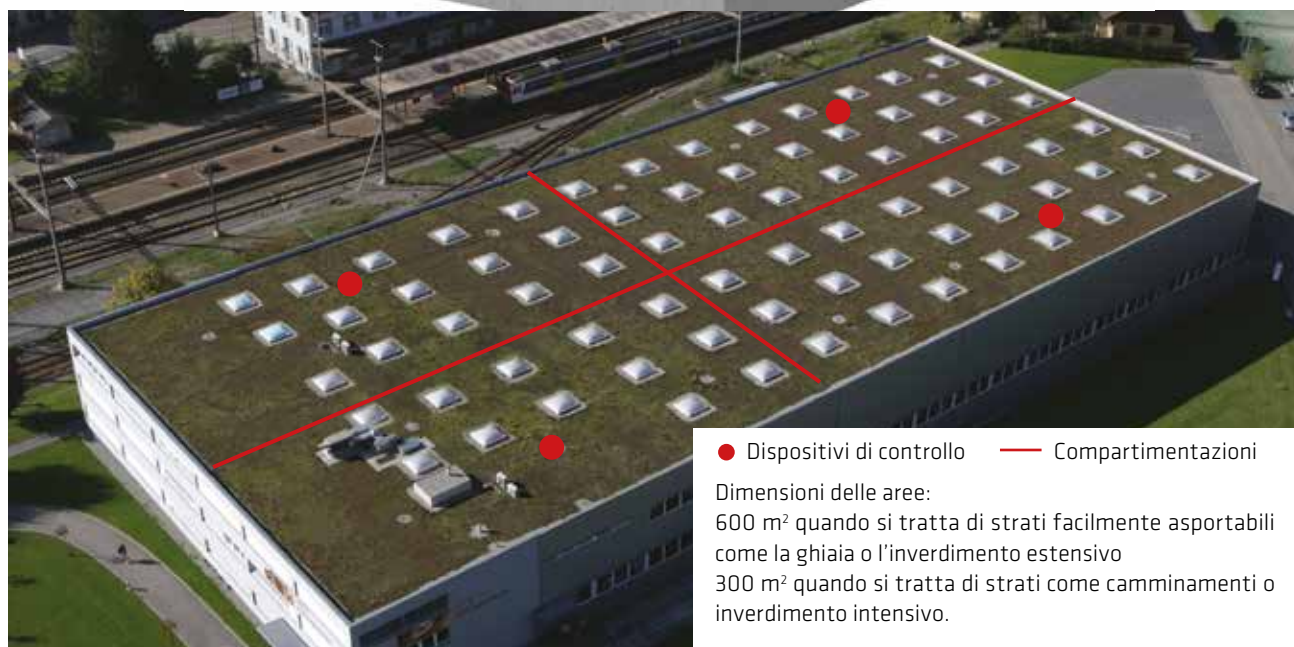 Dispositivi di controllo Compartimentazioni
Dimensioni delle aree:
600 m² quando si tratta di strati facilmente asportabili
come la ghiaia o l'inverdimento estensivo
300 m² quando si tratta di strati come camminamenti o
inverdimento intensivo.